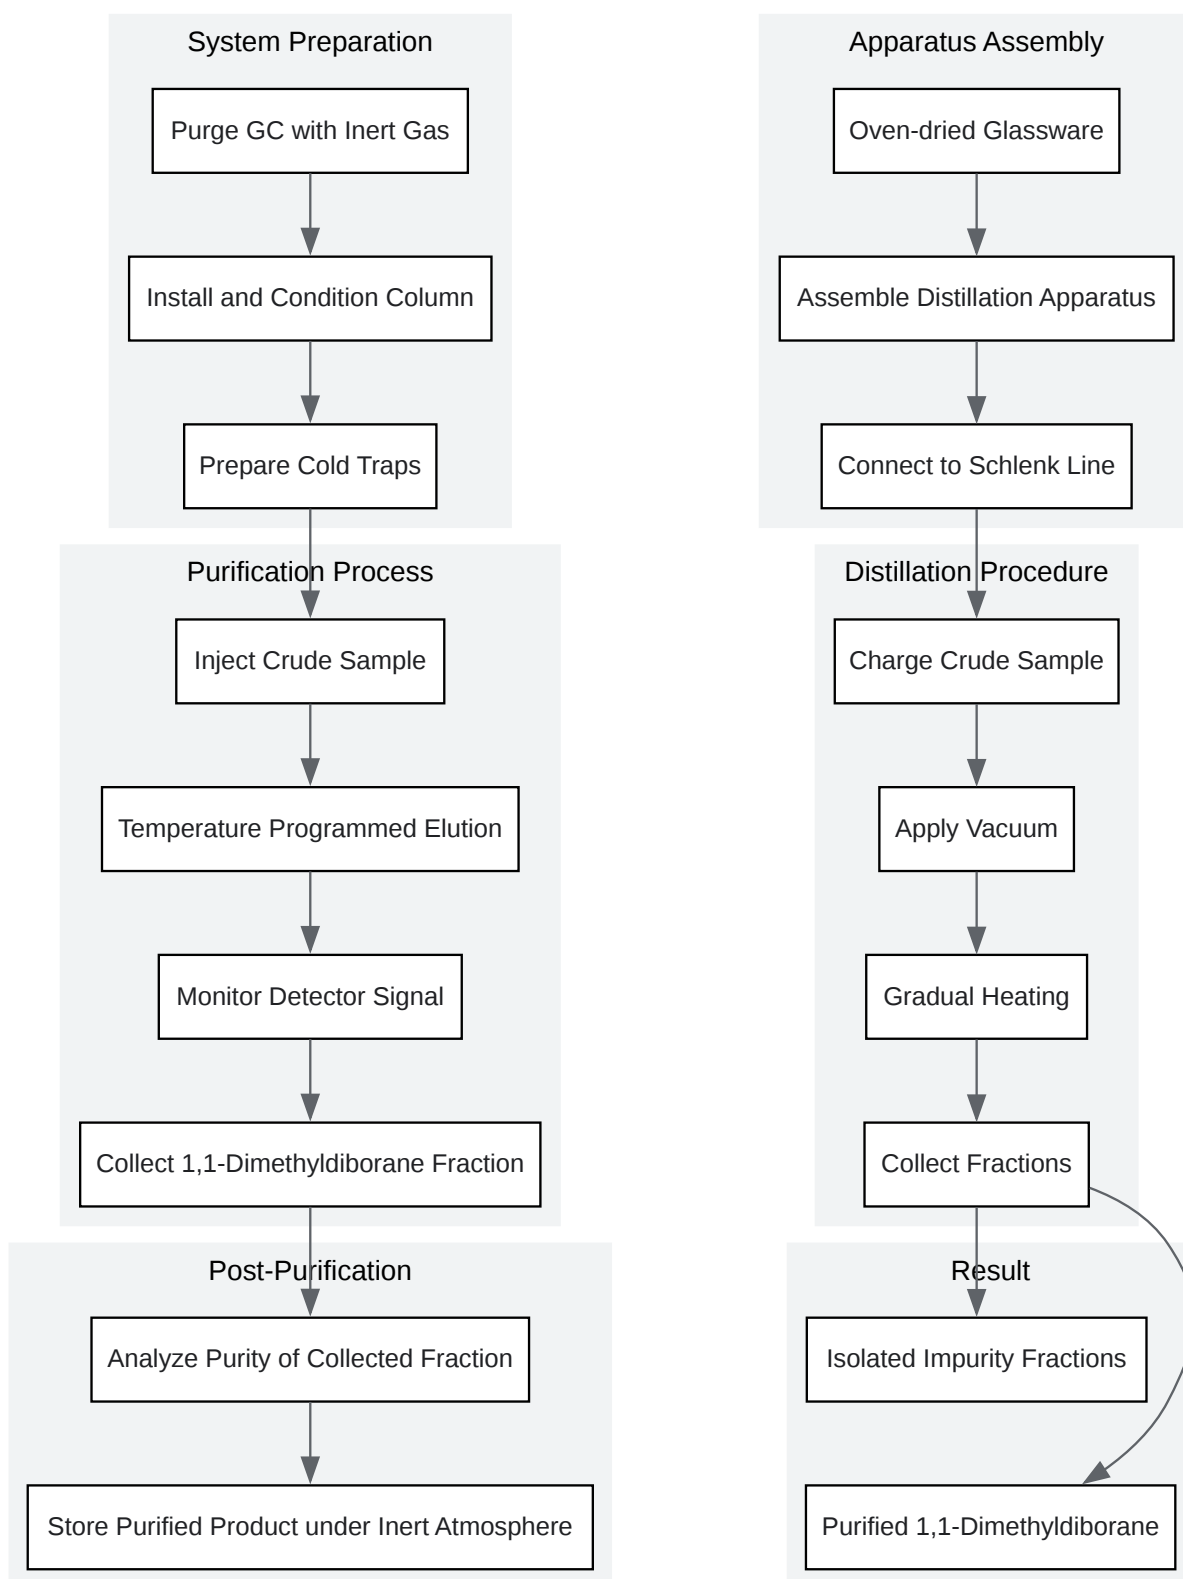 System Preparation
Purge GC with Inert Gas
Install and Condition Column
Prepare Cold Traps
Purification Process
Inject Crude Sample
Temperature Programmed Elution
Monitor Detector Signal
Collect 1,1-Dimethyldiborane Fraction
Post-Purification
Analyze Purity of Collected Fraction
Store Purified Product under Inert Atmosphere
Apparatus Assembly
Oven-dried Glassware
Assemble Distillation Apparatus
Connect to Schlenk Line
Distillation Procedure
Charge Crude Sample
Apply Vacuum
Gradual Heating
Collect Fractions
Result
Isolated Impurity Fractions
Purified 1,1-Dimethyldiborane